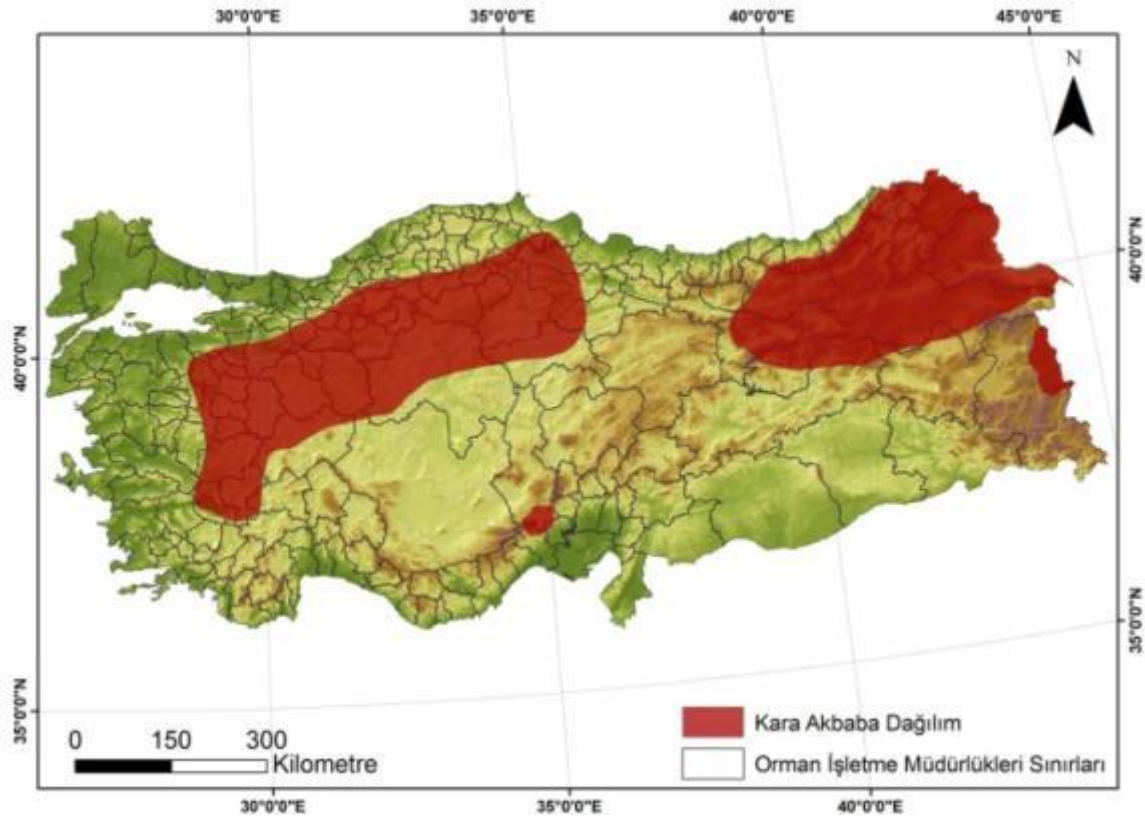 30°0'0"E 35°0'0"E 40°0'0"E 45°0'0"E
N
40°0'0"N
40°0'0"N
35°0'0"N
35°0'0"N
0 150 300
Kilometre
Kara Akbaba Dağılım
Orman İşletme Müdürlükleri Sınırları
30°0'0"E 35°0'0"E 40°0'0"E